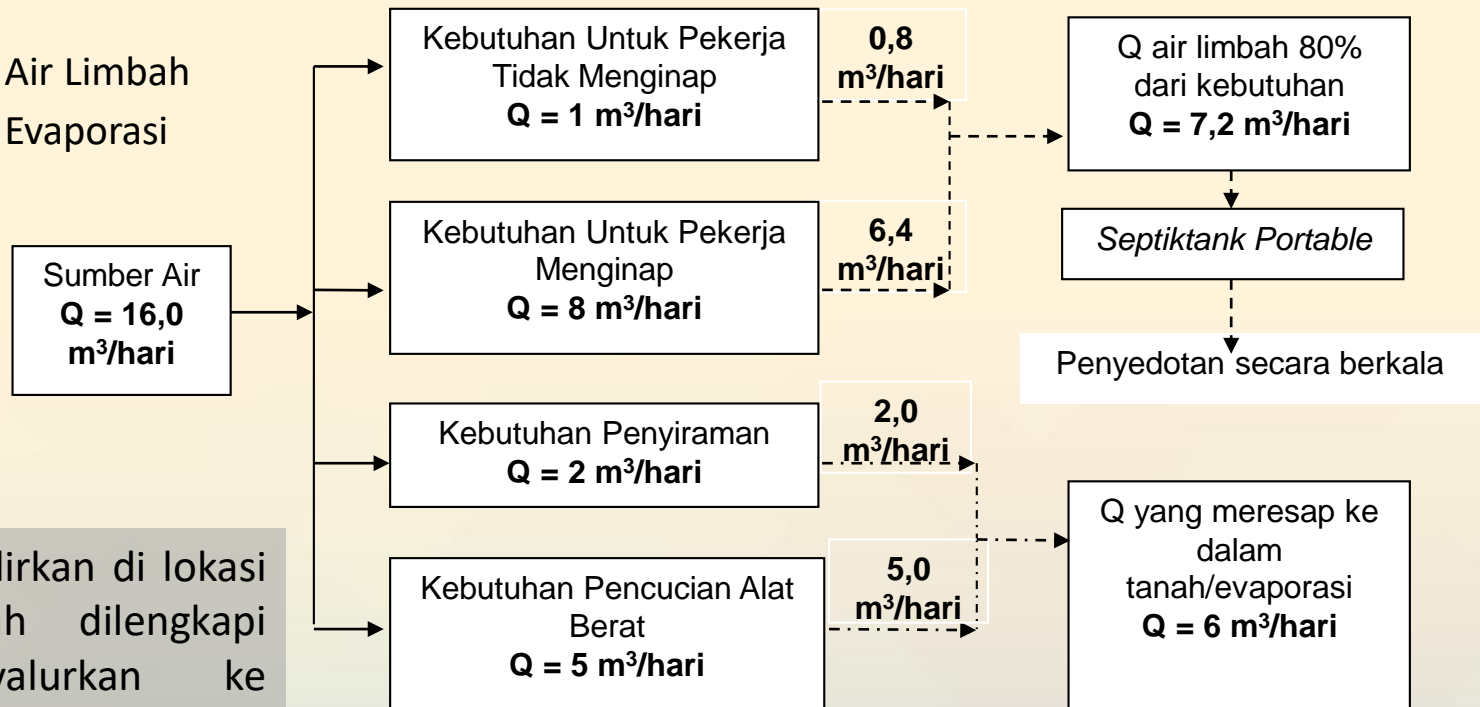 Air Limbah
Evaporasi
Sumber Air
Q = 16,0
m³/hari
Kebutuhan Untuk Pekerja
Tidak Menginap
Q = 1 m³/hari
0,8
m³/hari
Q air limbah 80%
dari kebutuhan
Q = 7,2 m³/hari
Kebutuhan Untuk Pekerja
Menginap
Q = 8 m³/hari
6,4
m³/hari
Septiktank Portable
Penyedotan secara berkala
Kebutuhan Penyiraman
Q = 2 m³/hari
2,0
m³/hari
Kebutuhan Pencucian Alat
Berat
Q = 5 m³/hari
5,0
m³/hari
Q yang meresap ke
dalam
tanah/evaporasi
Q = 6 m³/hari
lirkan di lokasi
ah dilengkapi
yalurkan ke